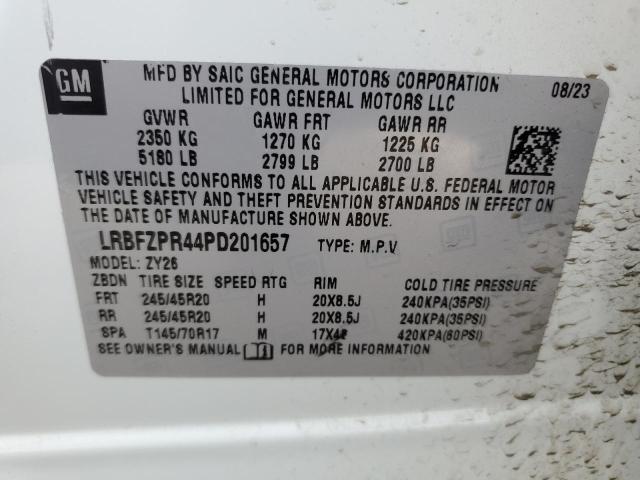 GM
MFD BY SAIC GENERAL MOTORS CORPORATION
LIMITED FOR GENERAL MOTORS LLC
08/23
GVWR GAWR FRT GAWR RR
2350 KG 1270 KG 1225 KG
5180 LB 2799 LB 2700 LB
THIS VEHICLE CONFORMS TO ALL APPLICABLE U.S. FEDERAL MOTOR
VEHICLE SAFETY AND THEFT PREVENTION STANDARDS IN EFFECT ON
THE DATE OF MANUFACTURE SHOWN ABOVE.
LRBFZPR44PD201657 TYPE: M.P.V
MODEL: ZY26
ZBDN TIRE SIZE SPEED RTG RIM COLD TIRE PRESSURE
FRT 245/45R20 H 20X8.5J 240KPA(35PSI)
RR 245/45R20 H 20X8.5J 240KPA(35PSI)
SPA T145/70R17 M 420KPA(60PSI)
SEE OWNER'S MANUAL FOR MORE INFORMATION